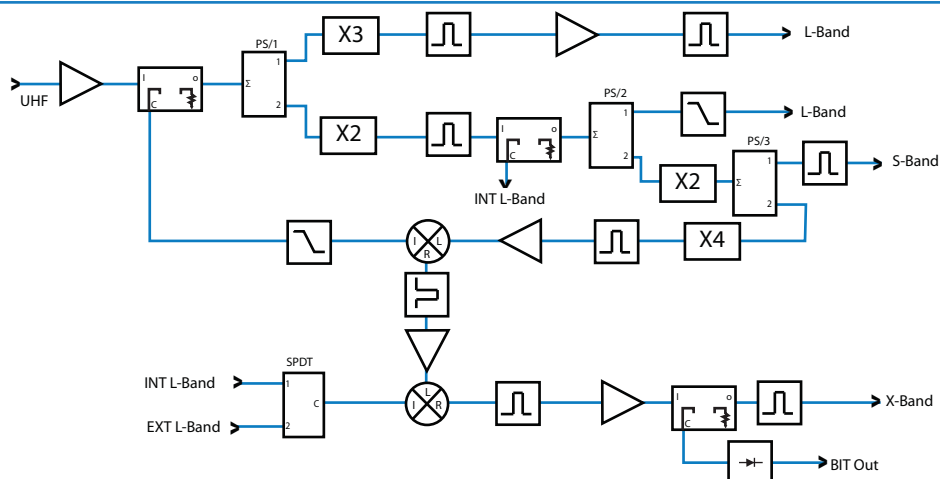 X3
L-Band
PS/1
1
Σ
2
I
o
C
UHF
PS/2
1
Σ
2
L-Band
X2
I
o
C
INT L-Band
PS/3
1
Σ
2
S-Band
X2
X4
I
L
R
SPDT
INT L-Band
1
C
EXT L-Band
2
L
I
R
I
o
C
X-Band
BIT Out